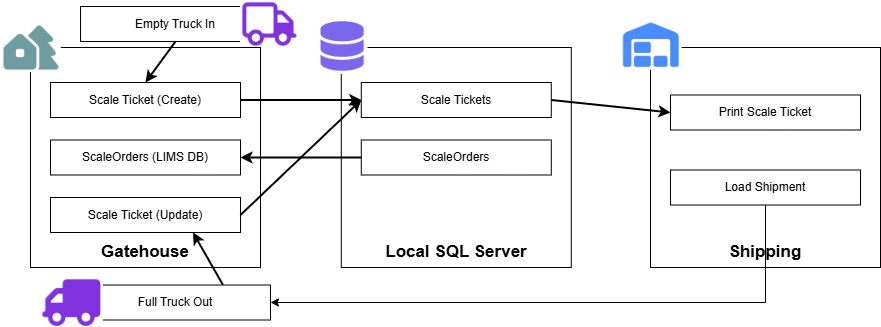 Empty Truck In
Scale Ticket (Create)
ScaleOrders (LIMS DB)
Scale Ticket (Update)
Gatehouse
Scale Tickets
ScaleOrders
Local SQL Server
Print Scale Ticket
Load Shipment
Shipping
Full Truck Out